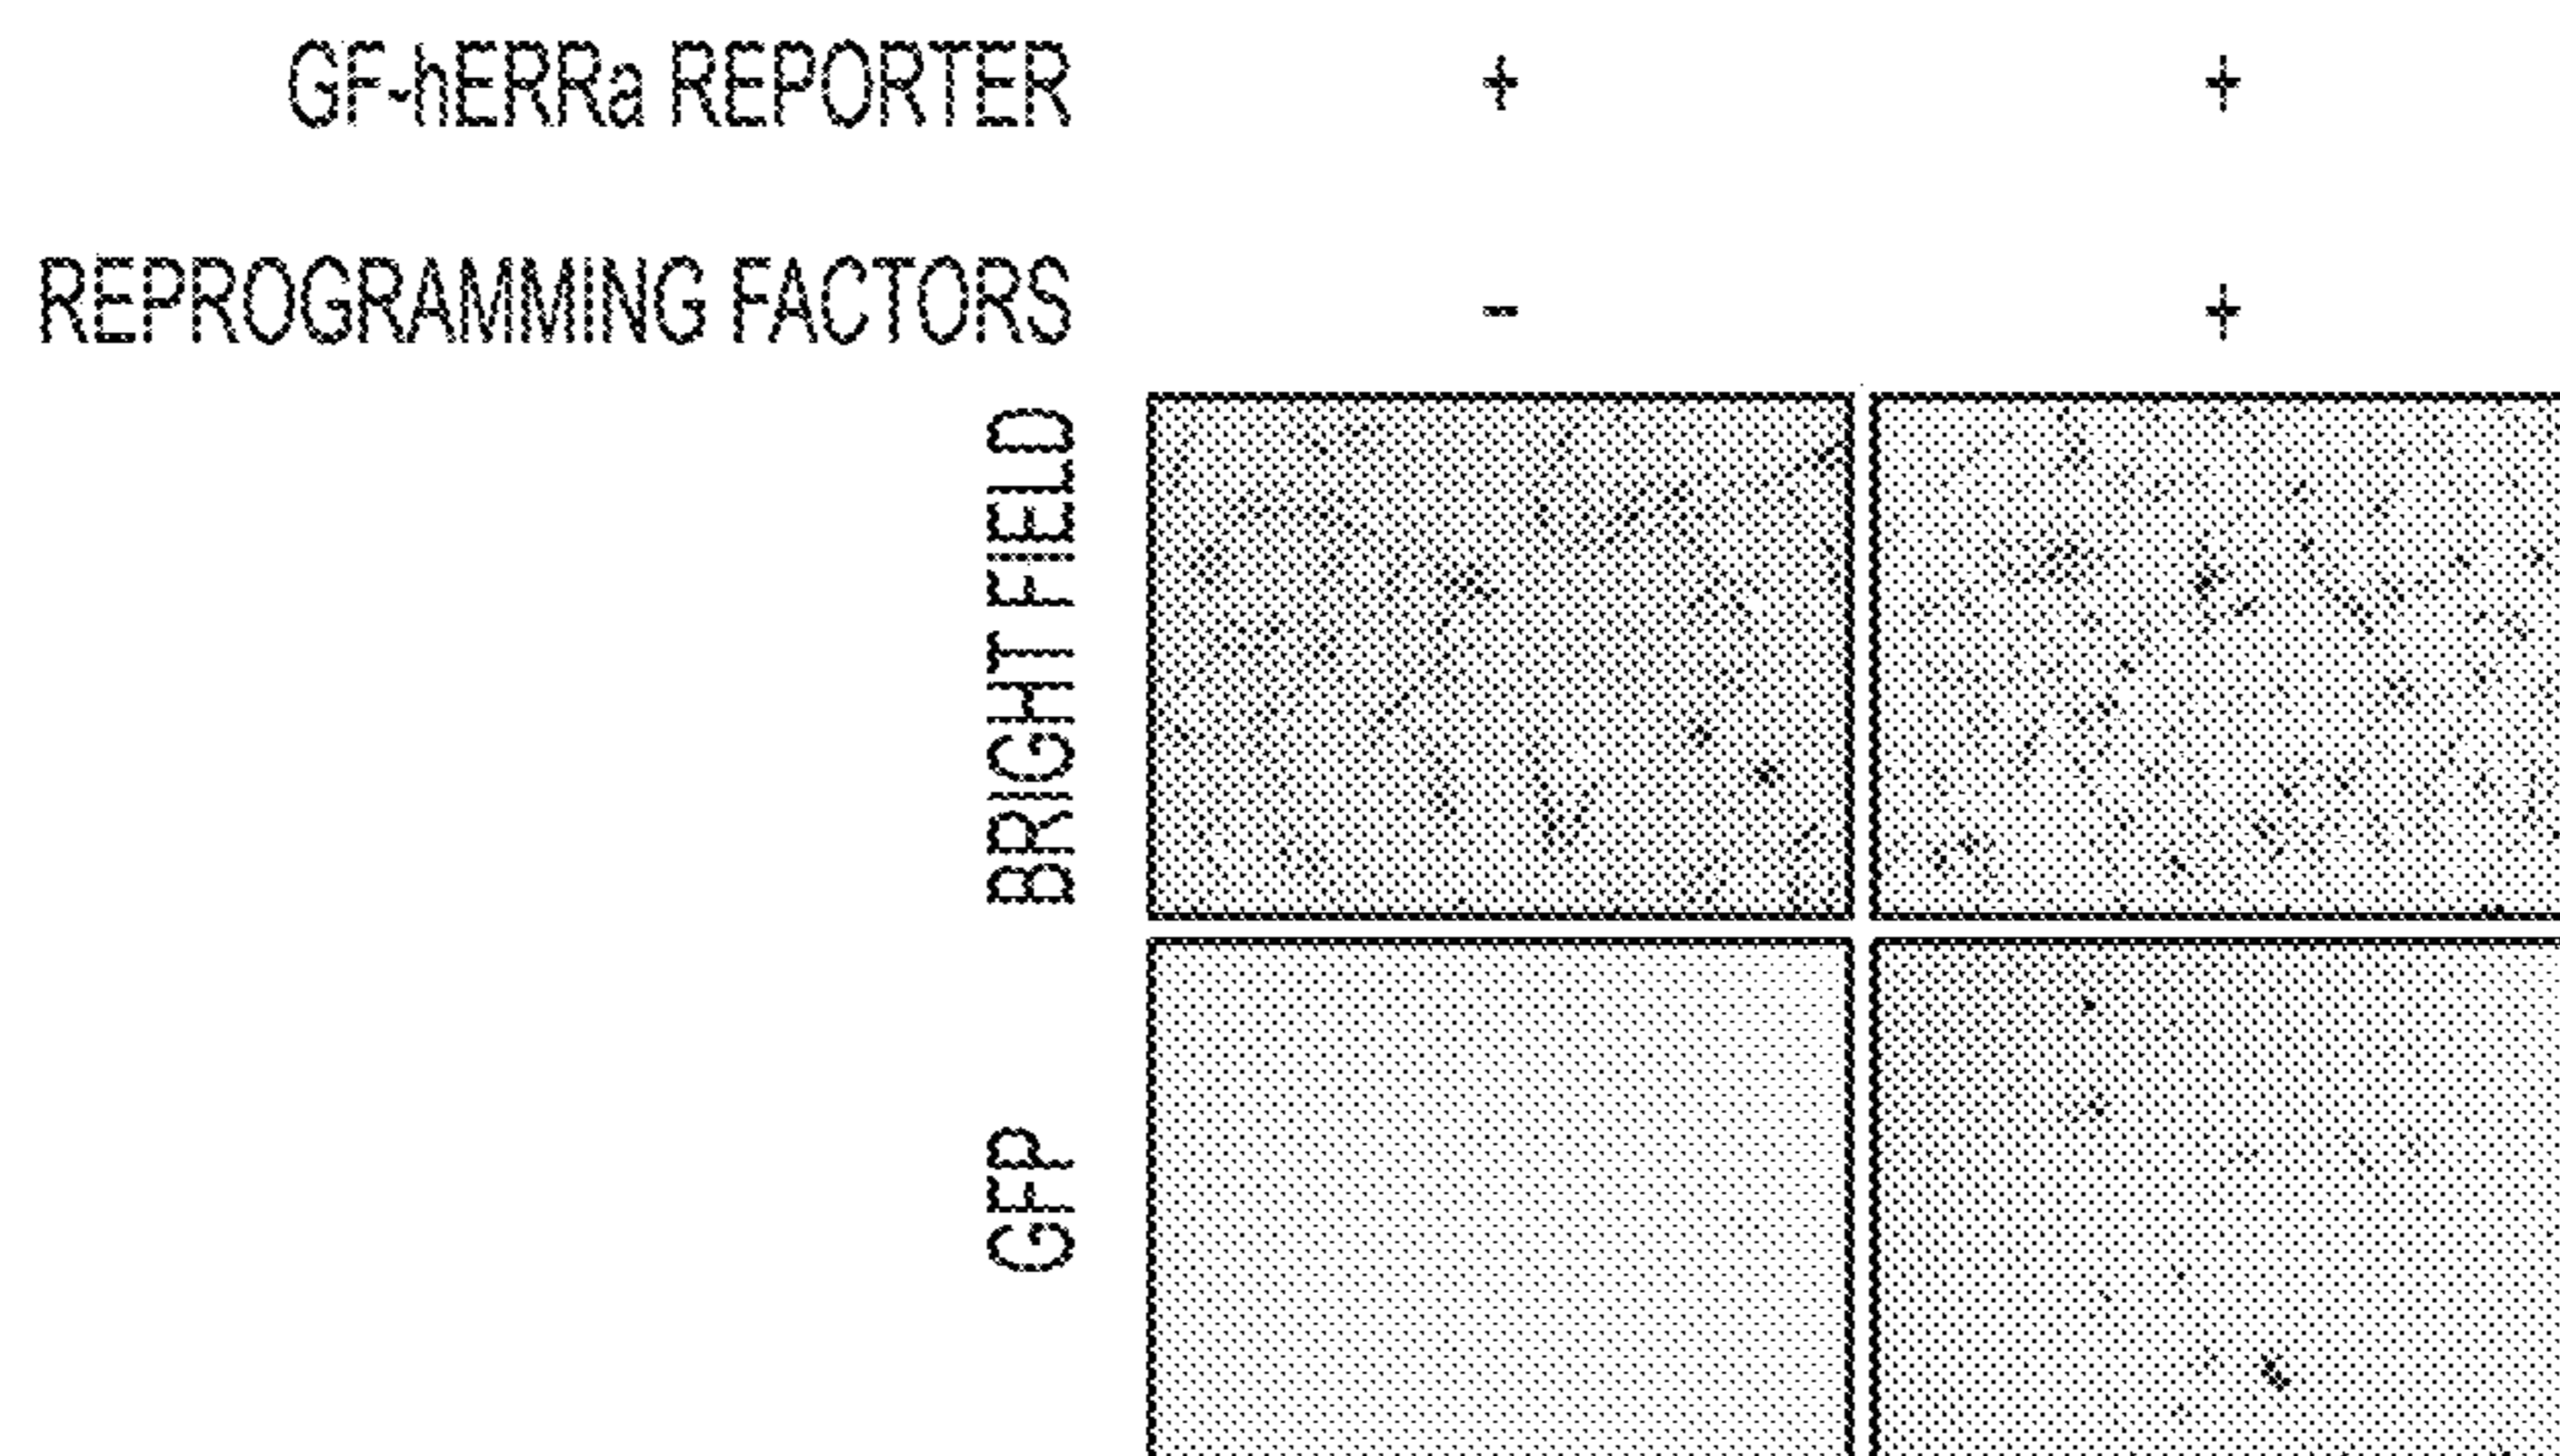 GF-hERRa REPORTER + +
REPROGRAMMING FACTORS - +
BRIGHT FIELD
GFP